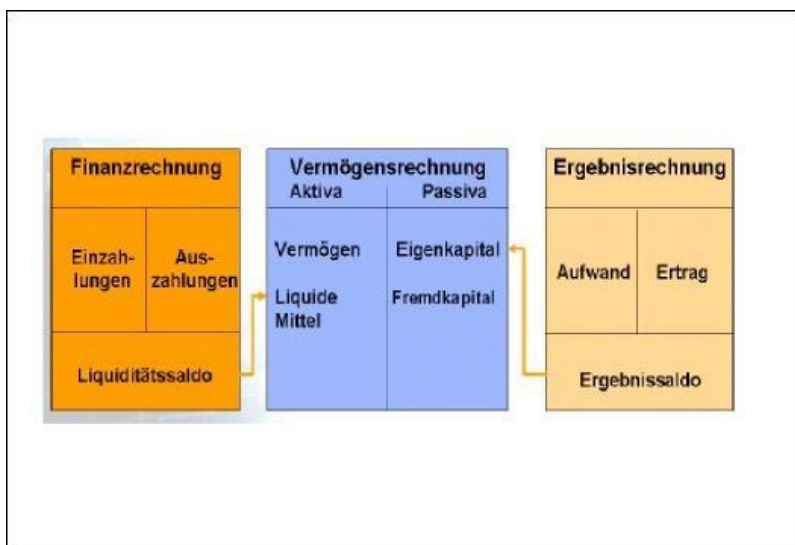 Finanzrechnung
Einzah-
lungen
Aus-
zahlungen
Liquiditätssaldo
Vermögensrechnung
Aktiva Passiva
Vermögen Eigenkapital
Liquide Fremdkapital
Mittel
Ergebnisrechnung
Aufwand Ertrag
Ergebnissaldo